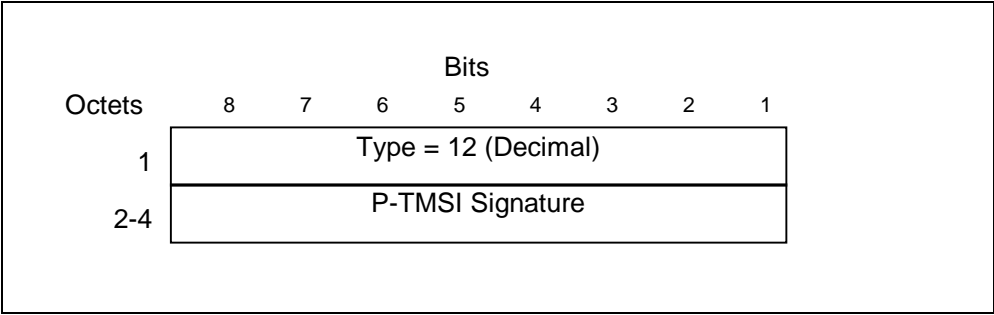 Bits
Octets 8 7 6 5 4 3 2 1
1 Type = 12 (Decimal)
2-4 P-TMSI Signature